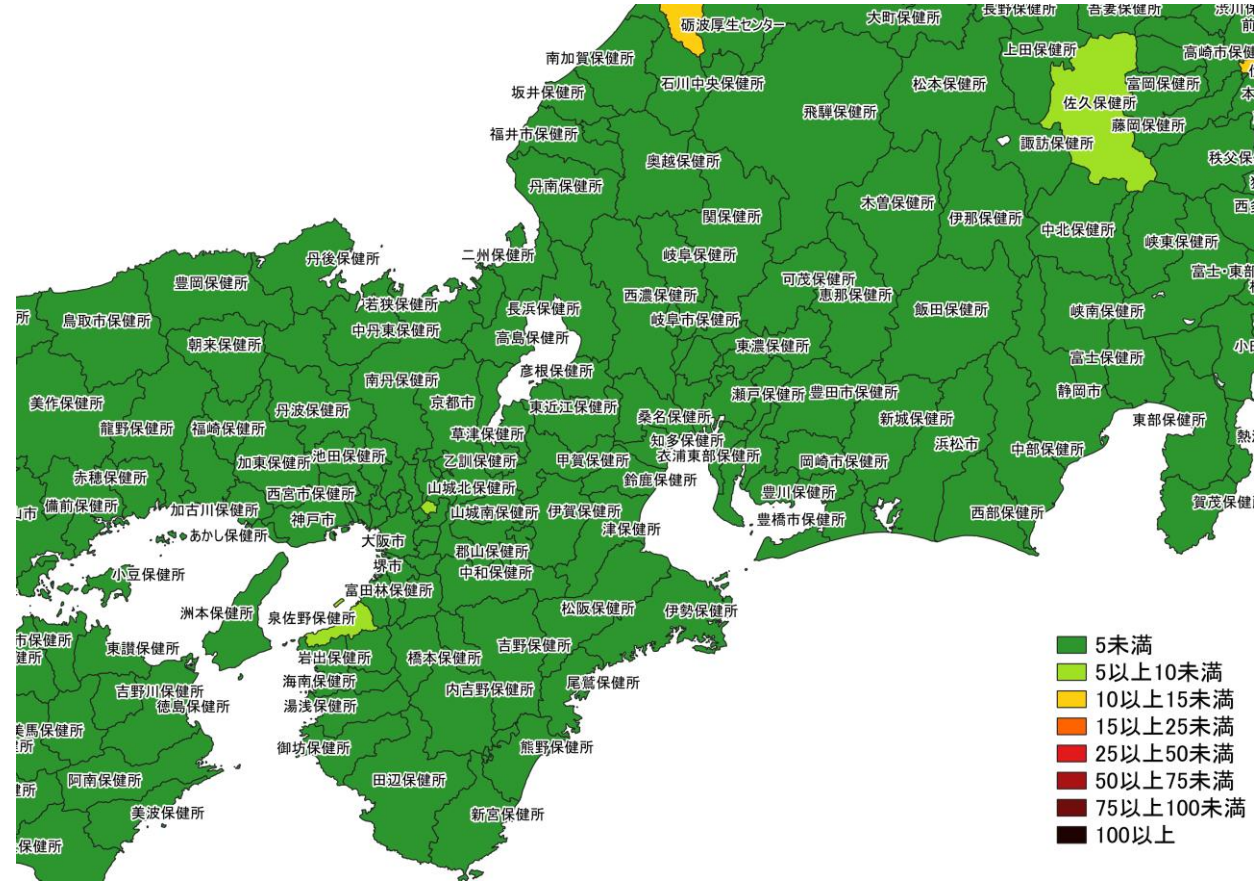 砺波厚生センター
大町保健所
長野保健所
吾妻保健所
南加賀保健所
石川中央保健所
上田保健所
坂井保健所
松本保健所
佐久保健所
富岡保健所
福井市保健所
飛騨保健所
藤岡保健所
奥越保健所
諏訪保健所
丹南保健所
関保健所
木曽保健所
伊那保健所
中北保健所
峡東保健所
二州保健所
丹後保健所
岐阜保健所
豊岡保健所
可茂保健所
恵那保健所
若狭保健所
長浜保健所
西濃保健所
飯田保健所
峡南保健所
鳥取市保健所
中丹東保健所
高島保健所
岐阜市保健所
朝来保健所
東濃保健所
富士保健所
彦根保健所
南丹保健所
京都市
東近江保健所
瀬戸保健所
豊田市保健所
静岡市
美作保健所
丹波保健所
桑名保健所
新城保健所
東部保健所
龍野保健所
福崎保健所
草津保健所
知多保健所
浜松市
中部保健所
加東保健所
池田保健所
乙訓保健所
甲賀保健所
衣浦東部保健所
岡崎市保健所
赤穂保健所
西宮市保健所
山城北保健所
鈴鹿保健所
豊川保健所
賀茂保健所
備前保健所
加古川保健所
神戸市
山城南保健所
伊賀保健所
豊橋市保健所
西部保健所
あかし保健所
大阪市
津保健所
郡山保健所
堺市
中和保健所
小豆保健所
富田林保健所
洲本保健所
泉佐野保健所
松阪保健所
伊勢保健所
東讃保健所
岩出保健所
橋本保健所
吉野保健所
海南保健所
内吉野保健所
尾鷲保健所
吉野川保健所
徳島保健所
湯浅保健所
美馬保健所
御坊保健所
熊野保健所
阿南保健所
田辺保健所
美波保健所
新宮保健所
5未満
5以上10未満
10以上15未満
15以上25未満
25以上50未満
50以上75未満
75以上100未満
100以上